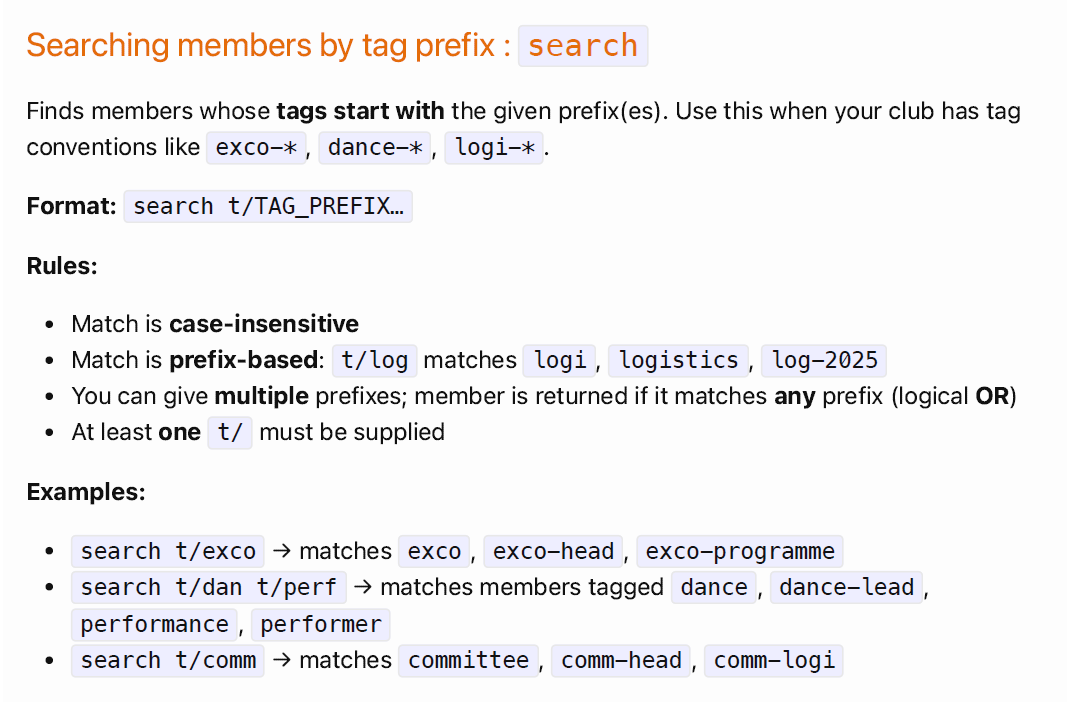 Searching members by tag prefix : search
Finds members whose tags start with the given prefix(es). Use this when your club has tag
conventions like exco-*, dance-*, logi-*.
Format: search t/TAG_PREFIX…
Rules:
• Match is case-insensitive
• Match is prefix-based: t/log matches logi, logistics, log-2025
• You can give multiple prefixes; member is returned if it matches any prefix (logical OR)
• At least one t/ must be supplied
Examples:
• search t/exco → matches exco, exco-head, exco-programme
• search t/dan t/perf → matches members tagged dance, dance-lead,
performance, performer
• search t/comm → matches committee, comm-head, comm-logi